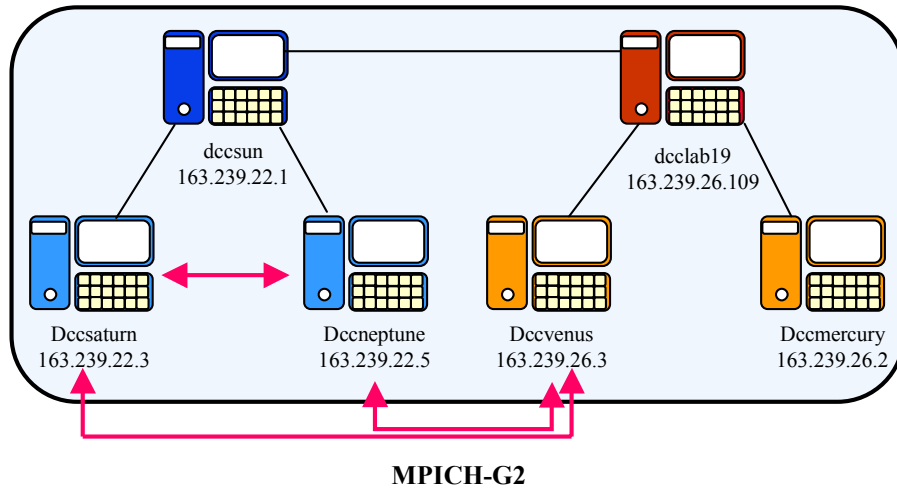 dccsun
163.239.22.1
dcclab19
163.239.26.109
Dccsaturn
163.239.22.3
Dccneptune
163.239.22.5
Dccvenus
163.239.26.3
Dccmercury
163.239.26.2
MPICH-G2